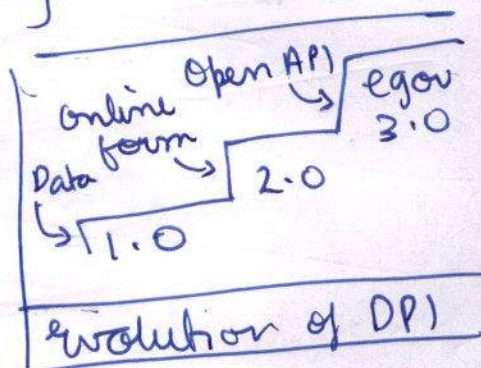 Open API
egov
3.0
online
form
2.0
Data
1.0
evolution of DPI